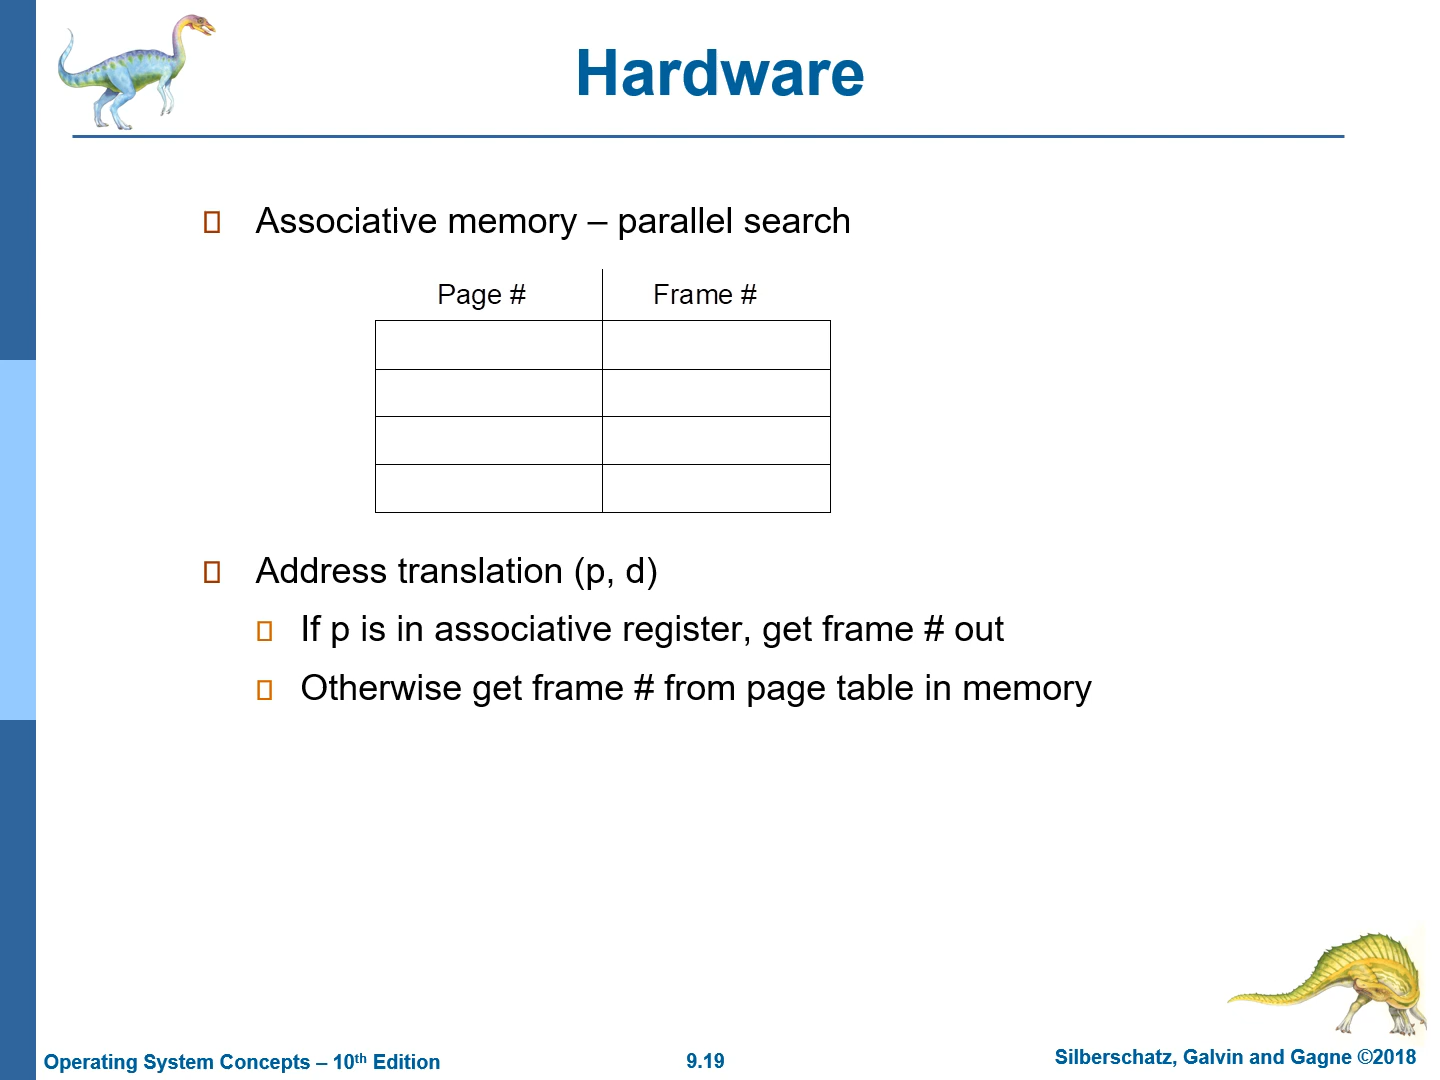 Hardware
Associative memory – parallel search
Page # Frame #
Address translation (p, d)
If p is in associative register, get frame # out
Otherwise get frame # from page table in memory
Operating System Concepts – 10th Edition 9.19 Silberschatz, Galvin and Gagne ©2018